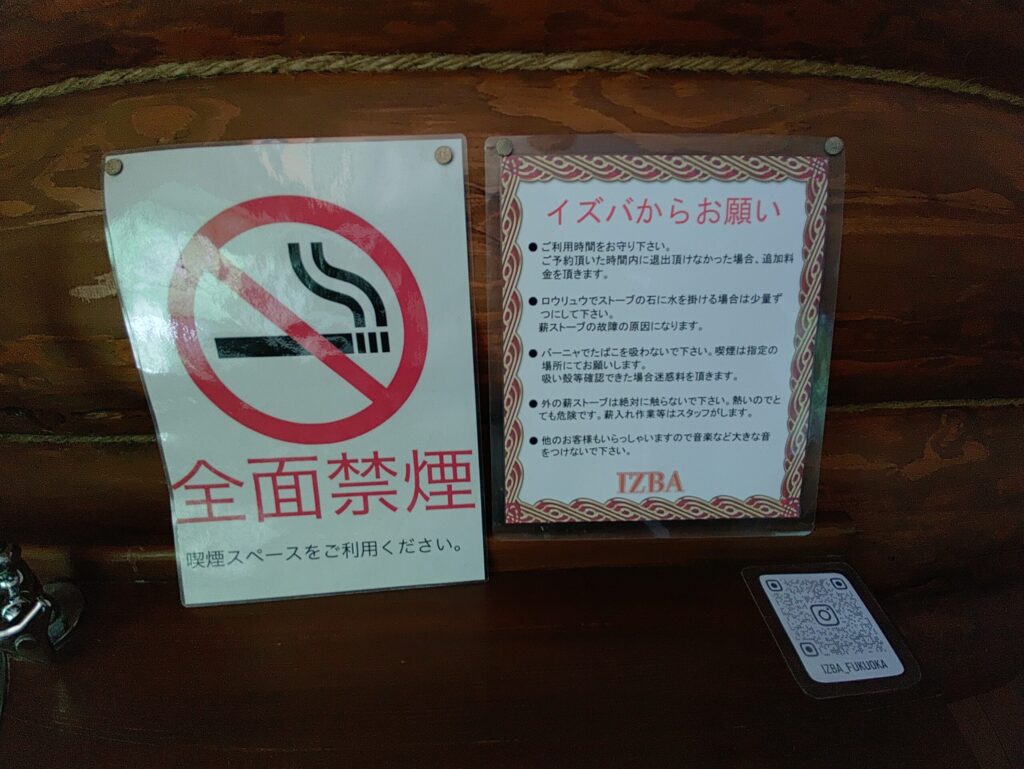 全面禁煙
喫煙スペースをご利用ください。
イズバからお願い
● ご利用時間をお守り下さい。
ご予約頂いた時間内に退出頂けなかった場合、追加料
金を頂きます。
● ロウリュウでストーブの石に水を掛ける場合は少量ず
つにして下さい。
薪ストーブの故障の原因になります。
● バーニャでたばこを吸わないで下さい。喫煙は指定の
場所にてお願いします。
吸い殻等確認できた場合迷惑料を頂きます。
● 外の薪ストーブは絶対に触らないで下さい。熱いのでと
ても危険です。薪入れ作業等はスタッフがします。
● 他のお客様もいらっしゃいますので音楽など大きな音
をつけないで下さい。
IZBA
IZBA_FUKUOKA